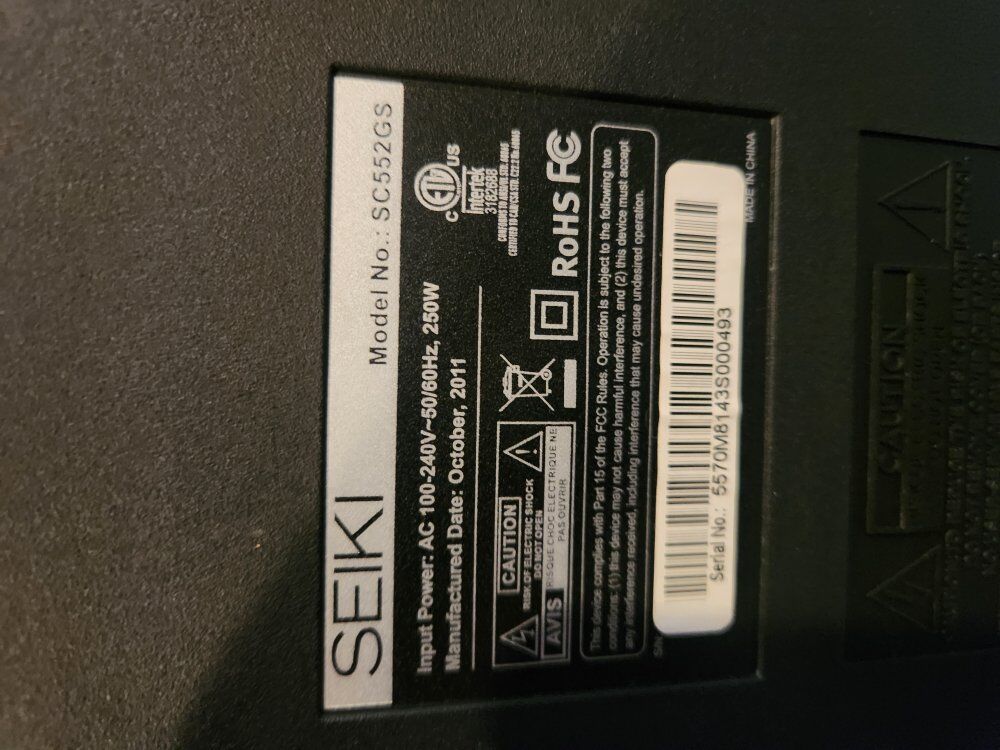 SEIKI
Model No.: SC552GS
Input Power: AC 100-240V~50/60Hz, 250W
Manufactured Date: October, 2011
C ETL US
Intertek
3182688
CAUTION
RISK OF ELECTRIC SHOCK
DO NOT OPEN
AVIS
RISQUE CHOC ELECTRIQUE NE
PAS OUVRIR
RoHS FC
This device complies with Part 15 of the FCC Rules. Operation is subject to the following two
conditions: (1) this device may not cause harmful interference, and (2) this device must accept
any interference received, including interference that may cause undesired operation.
Serial No.: 5570M8143S000493
MADE IN CHINA
CAUTION